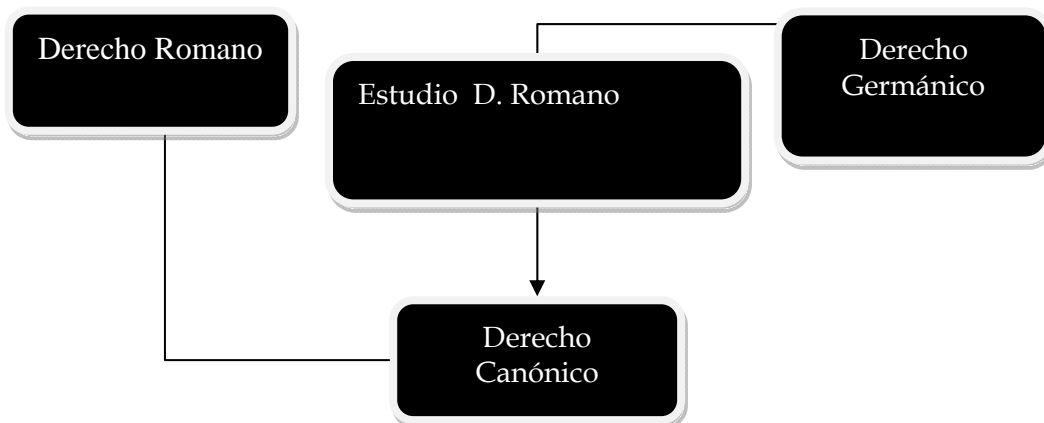 Derecho Romano
Estudio D. Romano
Derecho
Germánico
Derecho
Canónico